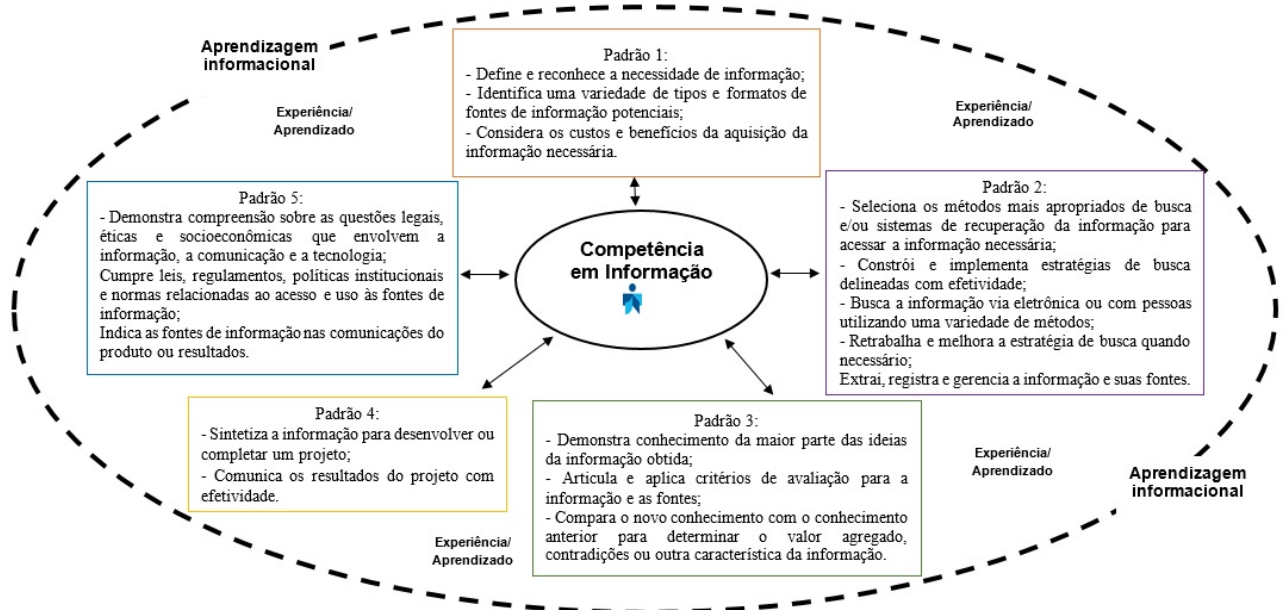 Aprendizagem
informacional
Experiência/
Aprendizado
Padrão 1:
- Define e reconhece a necessidade de informação;
- Identifica uma variedade de tipos e formatos de
fontes de informação potenciais;
- Considera os custos e benefícios da aquisição da
informação necessária.
Experiência/
Aprendizado
Padrão 5:
- Demonstra compreensão sobre as questões legais,
éticas e socioeconômicas que envolvem a
informação, a comunicação e a tecnologia;
Cumpre leis, regulamentos, políticas institucionais
e normas relacionadas ao acesso e uso às fontes de
informação;
Indica as fontes de informação nas comunicações do
produto ou resultados.
Competência
em Informação
Padrão 2:
- Seleciona os métodos mais apropriados de busca
e/ou sistemas de recuperação da informação para
acessar a informação necessária;
- Constrói e implementa estratégias de busca
delineadas com efetividade;
- Busca a informação via eletrônica ou com pessoas
utilizando uma variedade de métodos;
- Retrabalha e melhora a estratégia de busca quando
necessário;
Extrai, registra e gerencia a informação e suas fontes.
Padrão 4:
- Sintetiza a informação para desenvolver ou
completar um projeto;
- Comunica os resultados do projeto com
efetividade.
Padrão 3:
- Demonstra conhecimento da maior parte das ideias
da informação obtida;
- Articula e aplica critérios de avaliação para a
informação e as fontes;
- Compara o novo conhecimento com o conhecimento
anterior para determinar o valor agregado,
contradições ou outra característica da informação.
Experiência/
Aprendizado
Aprendizagem
informacional
Experiência/
Aprendizado